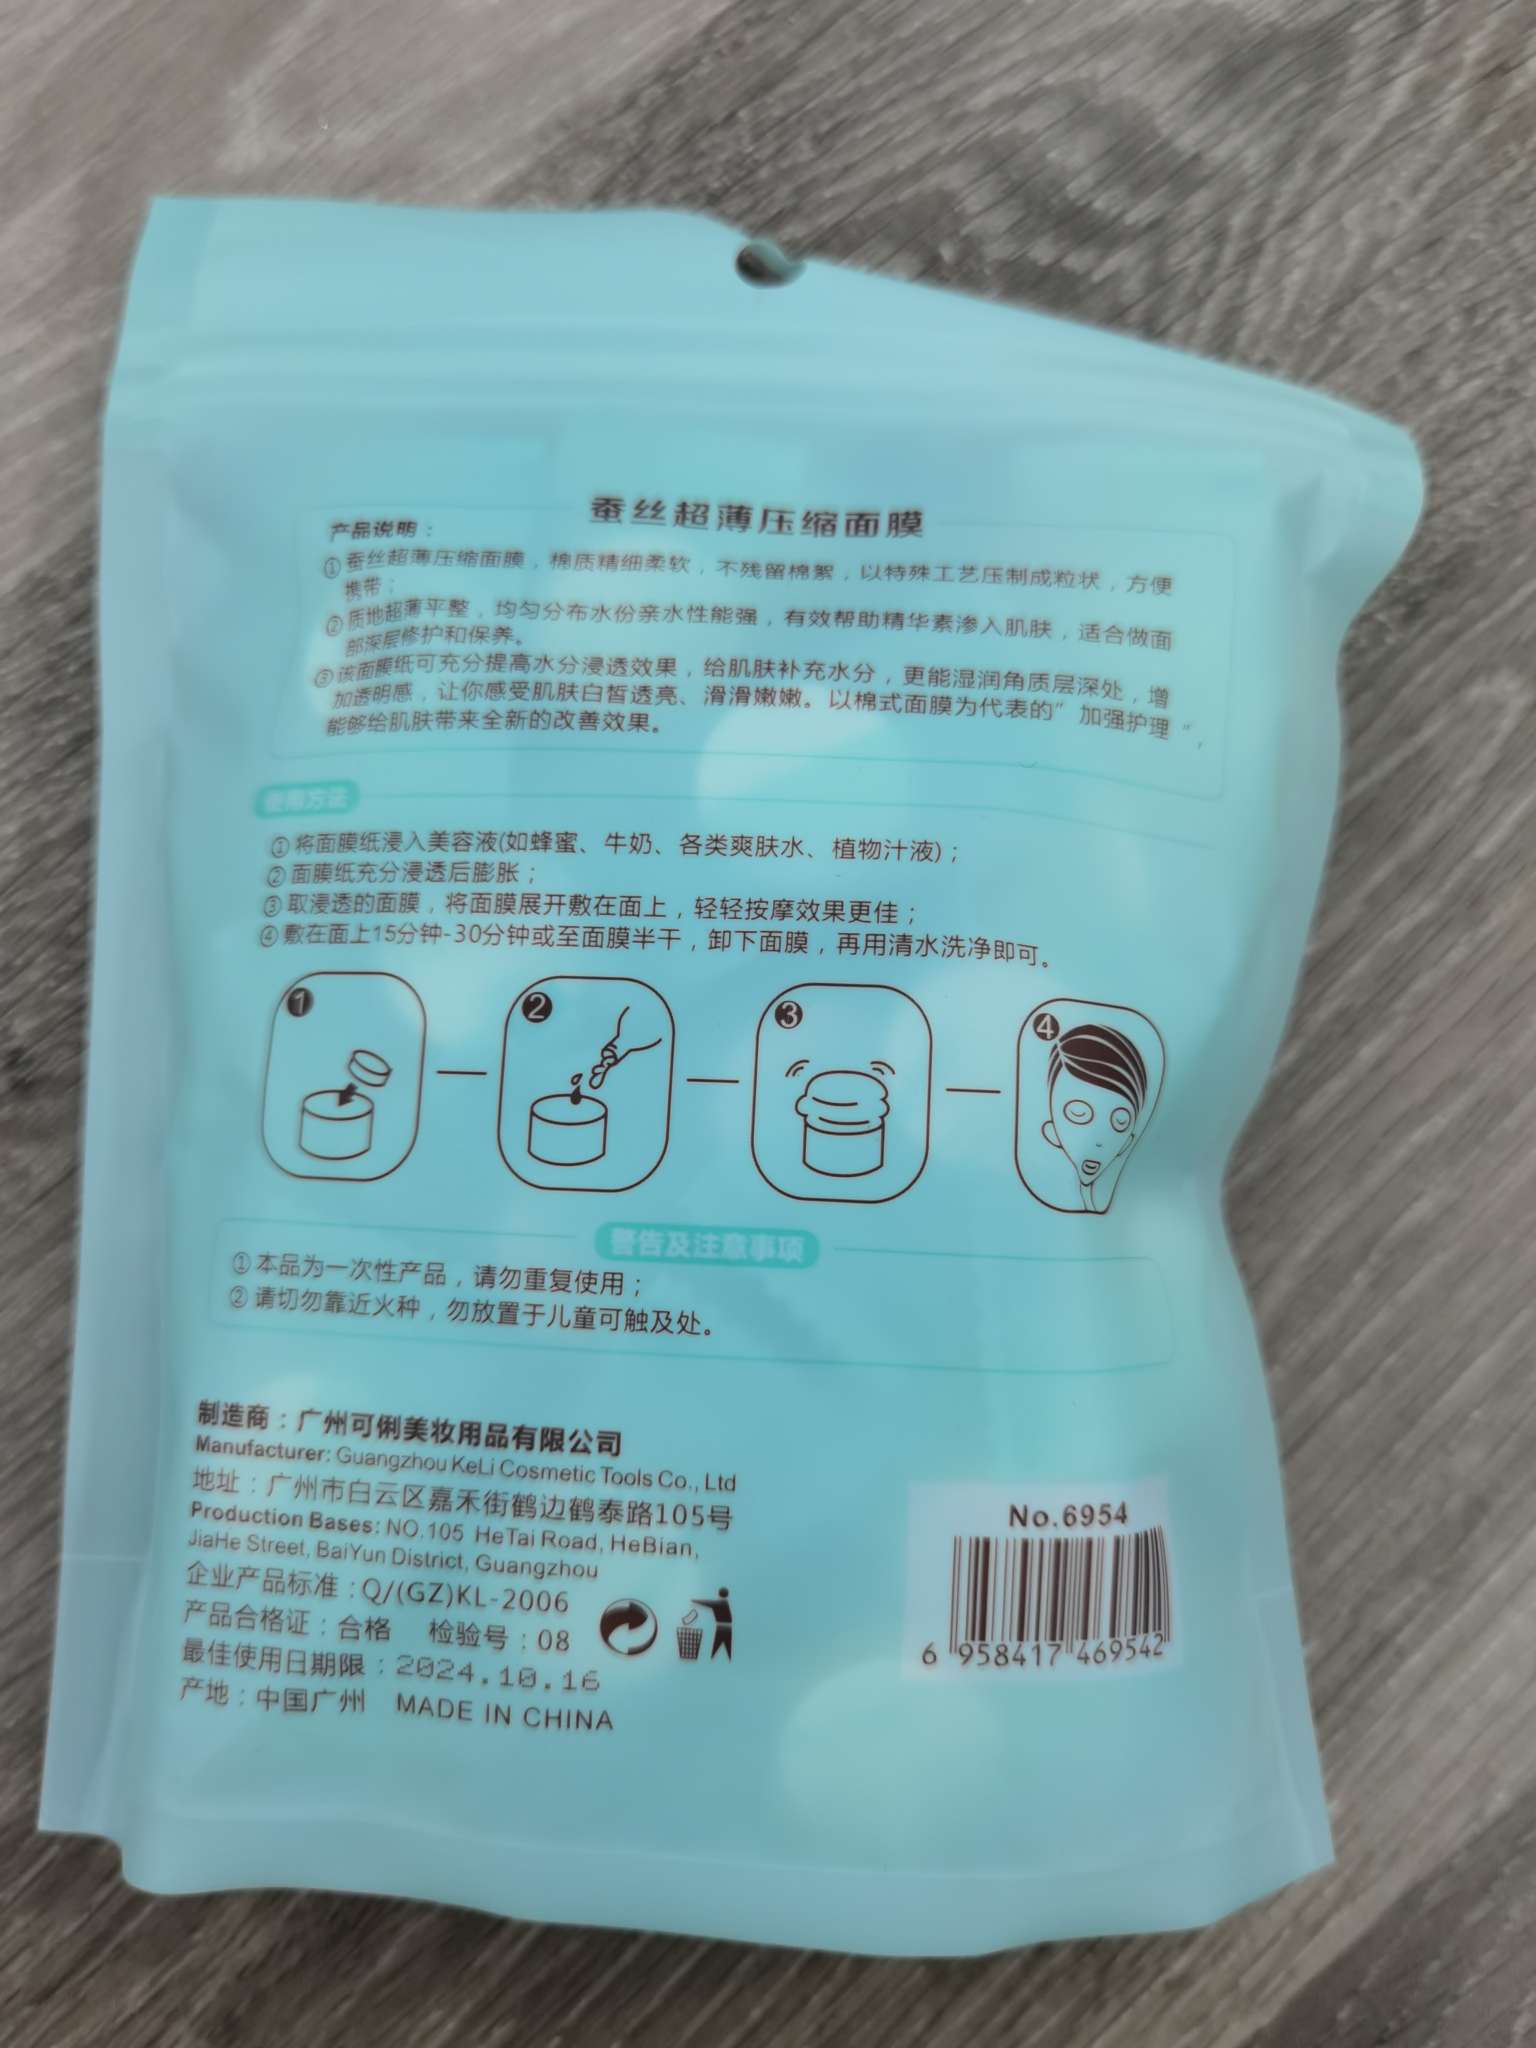 蚕丝超薄压缩面膜
产品说明：
①蚕丝超薄压缩面膜，棉质精细柔软，不残留棉絮，以特殊工艺压制成粒状，方便
携带；
②质地超薄平整，均匀分布水份亲水性能强，有效帮助精华素渗入肌肤，适合做面
部深层修护和保养。
③该面膜纸可充分提高水分浸透效果，给肌肤补充水分，更能湿润角质层深处，增
加透明感，让你感受肌肤白皙透亮、滑滑嫩嫩。以棉式面膜为代表的"加强护理"，
能够给肌肤带来全新的改善效果。
使用方法
①将面膜纸浸入美容液(如蜂蜜、牛奶、各类爽肤水、植物汁液)；
②面膜纸充分浸透后膨胀；
③取浸透的面膜，将面膜展开敷在面上，轻轻按摩效果更佳；
④敷在面上15分钟-30分钟或至面膜半干，卸下面膜，再用清水洗净即可。
1 2 3 4
警告及注意事项
①本品为一次性产品，请勿重复使用；
②请切勿靠近火种，勿放置于儿童可触及处。
制造商：广州可俐美妆用品有限公司
Manufacturer: Guangzhou KeLi Cosmetic Tools Co., Ltd
地址：广州市白云区嘉禾街鹤边鹤泰路105号
Production Bases: NO.105 HeTai Road, HeBian,
JiaHe Street, BaiYun District, Guangzhou
企业产品标准：Q/(GZ)KL-2006
产品合格证：合格 检验号：08
最佳使用日期限：2024.10.16
产地：中国广州 MADE IN CHINA
No.6954
6 958417 469542